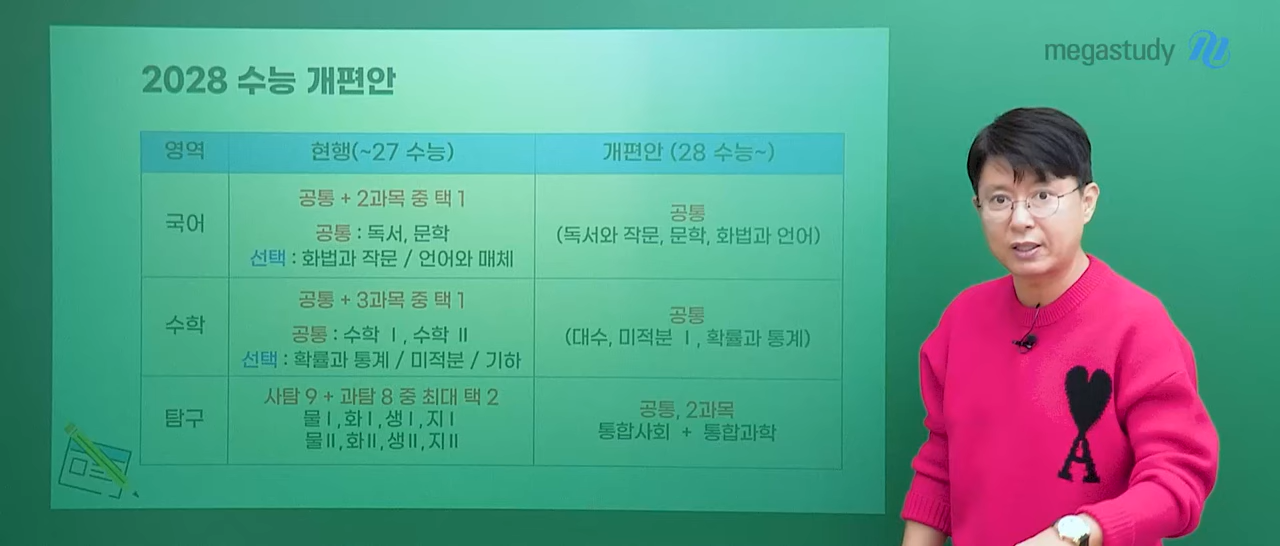 megastudy
2028 수능 개편안
영역
현행(~27 수능)
개편안 (28 수능~)
국어
공통 + 2과목 중 택 1
공통 : 독서, 문학
선택 : 화법과 작문 / 언어와 매체
공통
(독서와 작문, 문학, 화법과 언어)
수학
공통 + 3과목 중 택 1
공통 : 수학 Ⅰ, 수학 Ⅱ
선택 : 확률과 통계 / 미적분 / 기하
공통
(대수, 미적분 Ⅰ, 확률과 통계)
탐구
사탐 9 + 과탐 8 중 최대 택 2
물Ⅰ, 화Ⅰ, 생Ⅰ, 지Ⅰ
물Ⅱ, 화Ⅱ, 생Ⅱ, 지Ⅱ
공통, 2과목
통합사회 + 통합과학
A